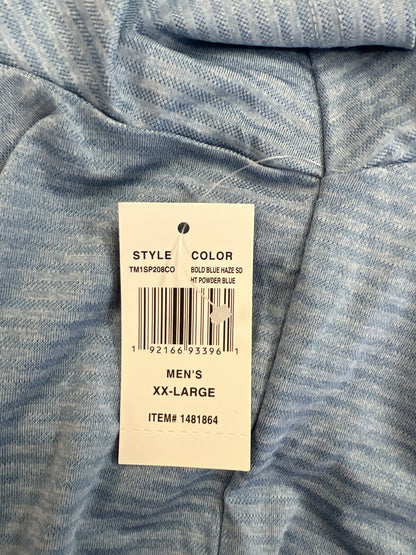 STYLE COLOR
TM1SP208CO BOLD BLUE HAZE SD
HT POWDER BLUE
1 92166 93396 1
MEN'S
XX-LARGE
ITEM# 1481864